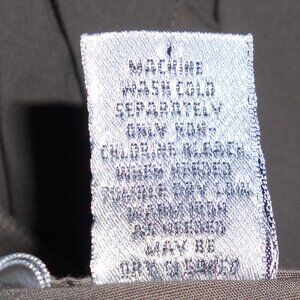 MACHINE
WASH COLD
SEPARATELY
ONLY NON-
CHLORINE BLEACH
WHEN NEEDED
TUMBLE DRY LOW
WARM IRON
AS NEEDED
MAY BE
DRY CLEANED